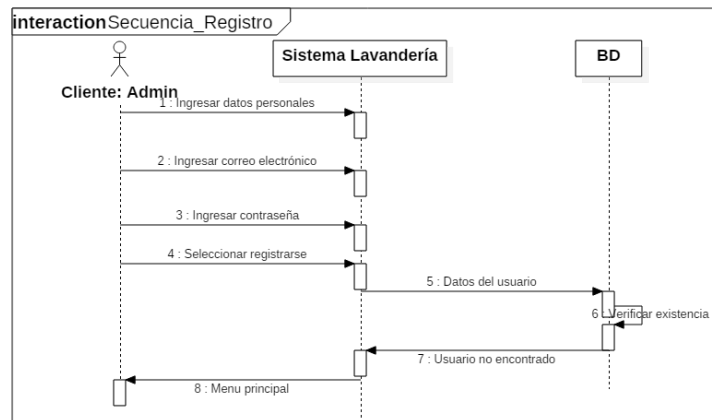 interaction Secuencia_Registro
Sistema Lavandería
BD
Cliente: Admin
1 : Ingresar datos personales
2 : Ingresar correo electrónico
3 : Ingresar contraseña
4 : Seleccionar registrarse
5 : Datos del usuario
6 : Verificar existencia
7 : Usuario no encontrado
8 : Menu principal